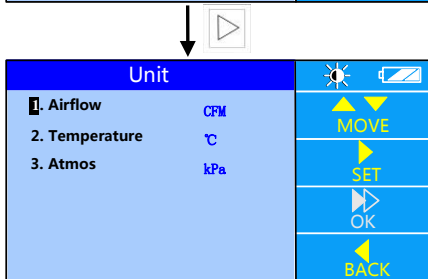 Unit
1. Airflow CFM
2. Temperature ℃
3. Atmos kPa
MOVE
SET
OK
BACK